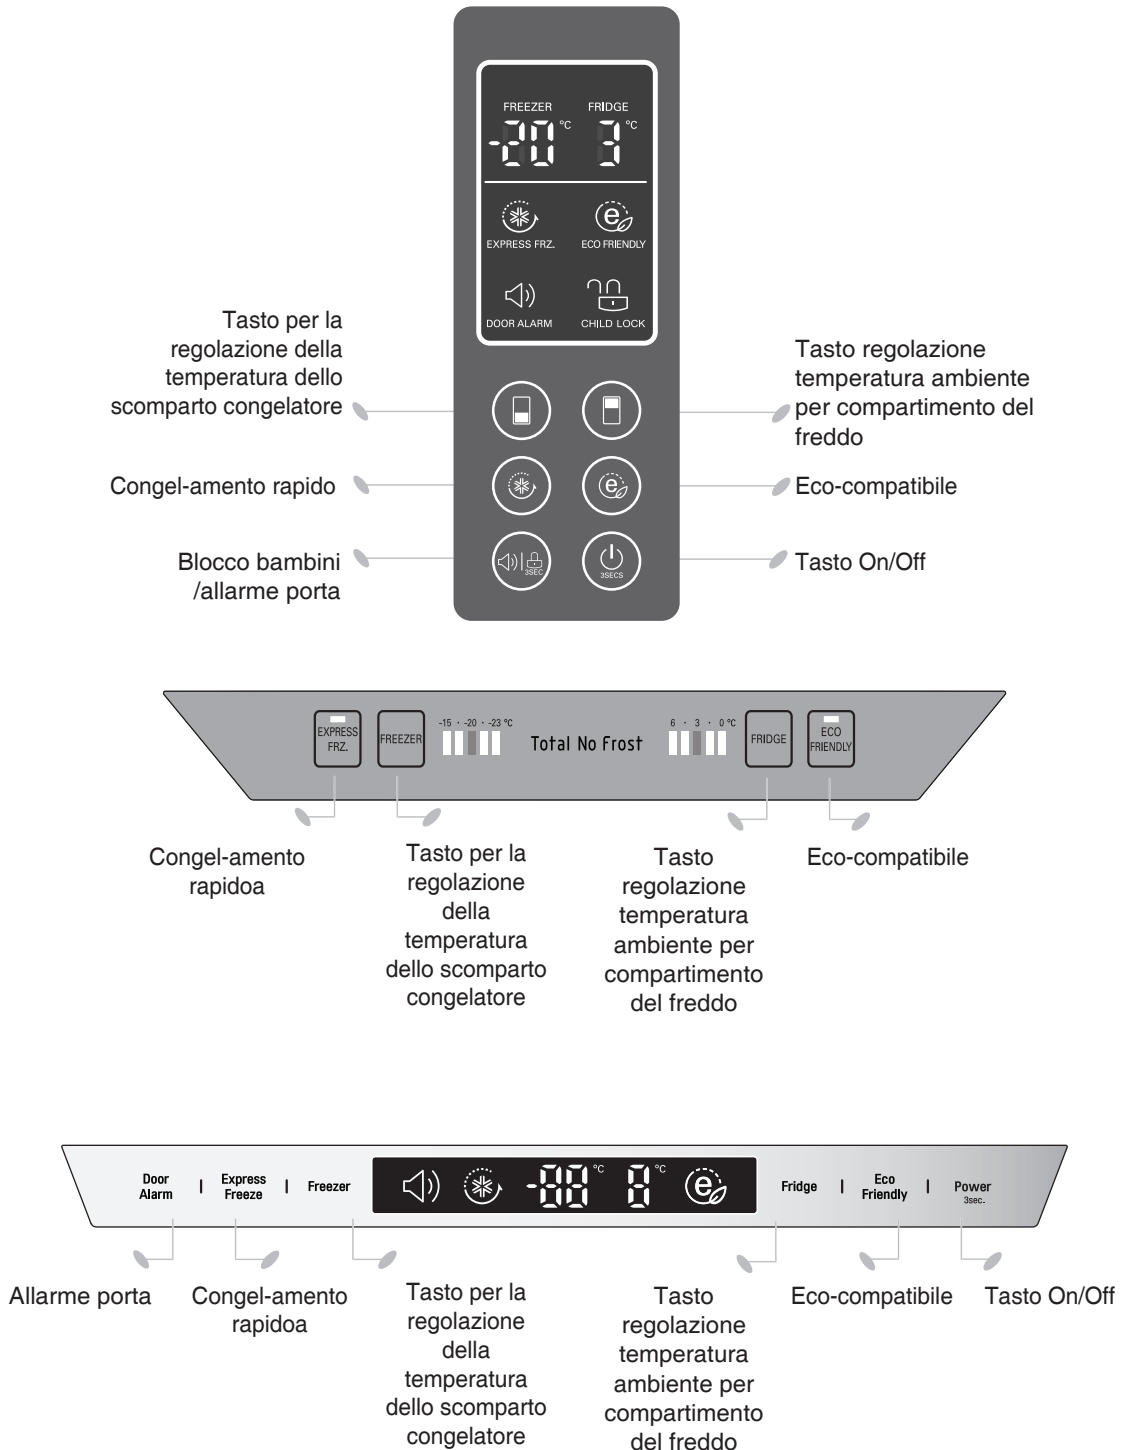 FREEZER FRIDGE
-20 °C 3 °C
EXPRESS FRZ. ECO FRIENDLY
DOOR ALARM CHILD LOCK
Tasto per la
regolazione della
temperatura dello
scomparto congelatore
Congel-amento rapido
Blocco bambini
/allarme porta
3SEC
3SECS
Tasto regolazione
temperatura ambiente
per compartimento del
freddo
Eco-compatibile
Tasto On/Off
EXPRESS
FRZ.
FREEZER
-15 · -20 · -23 °C
Total No Frost
6 · 3 · 0 °C
FRIDGE
ECO
FRIENDLY
Congel-amento
rapidoa
Tasto per la
regolazione
della
temperatura
dello scomparto
congelatore
Tasto
regolazione
temperatura
ambiente per
compartimento
del freddo
Eco-compatibile
Door
Alarm
Express
Freeze
Freezer
-88 °C 8 °C
Fridge
Eco
Friendly
Power
3sec.
Allarme porta
Congel-amento
rapidoa
Tasto per la
regolazione
della
temperatura
dello scomparto
congelatore
Tasto
regolazione
temperatura
ambiente per
compartimento
del freddo
Eco-compatibile
Tasto On/Off